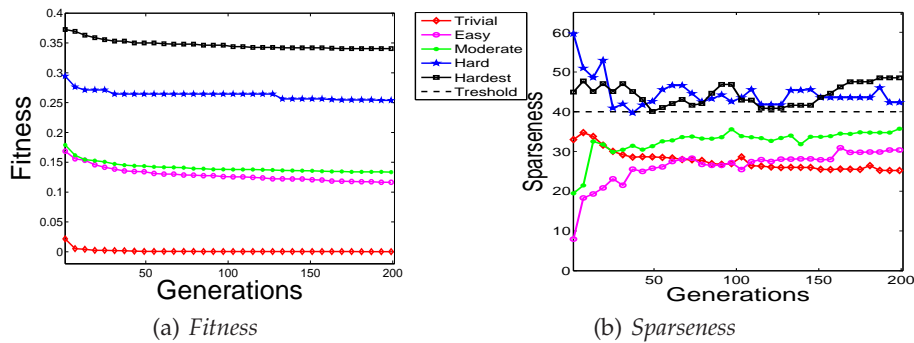 0.4
0.35
0.3
0.25
0.2
0.15
0.1
0.05
0
50
100
150
200
Fitness
Generations
Trivial
Easy
Moderate
Hard
Hardest
Treshold
60
50
40
30
20
10
0
0
50
100
150
200
Sparseness
Generations
(a) Fitness
(b) Sparseness